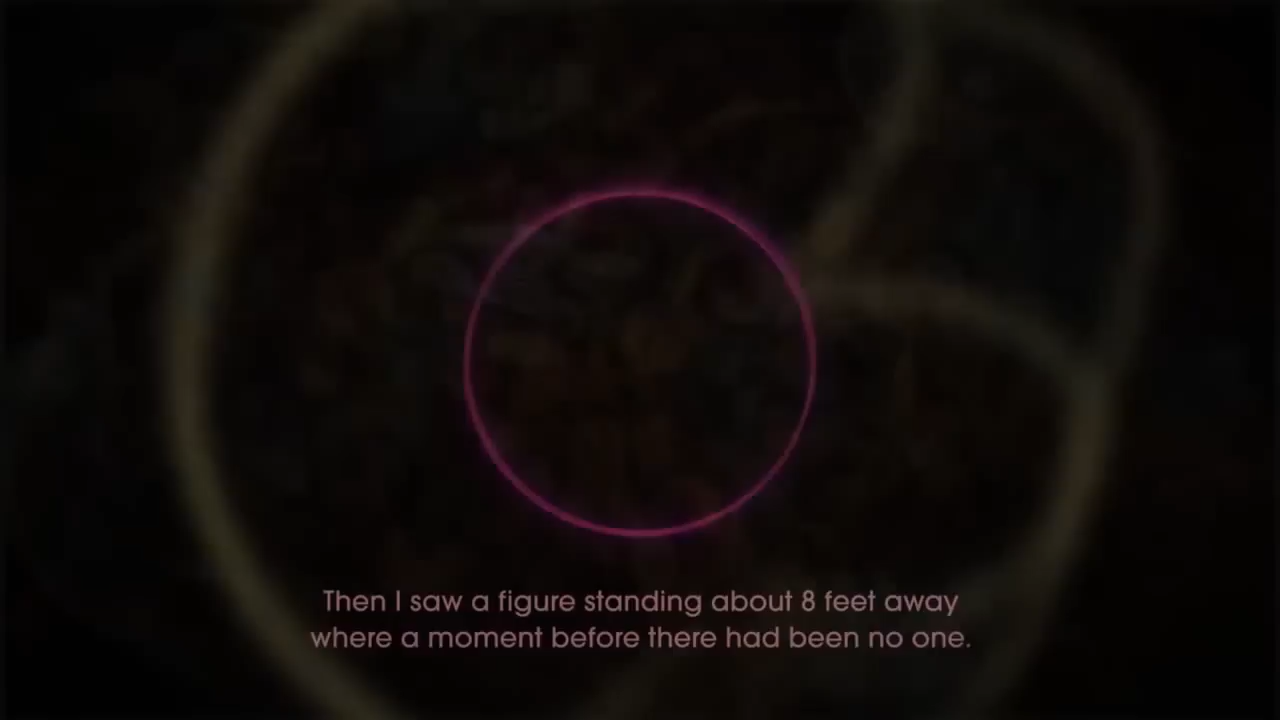 Then I saw a figure standing about 8 feet away
where a moment before there had been no one.